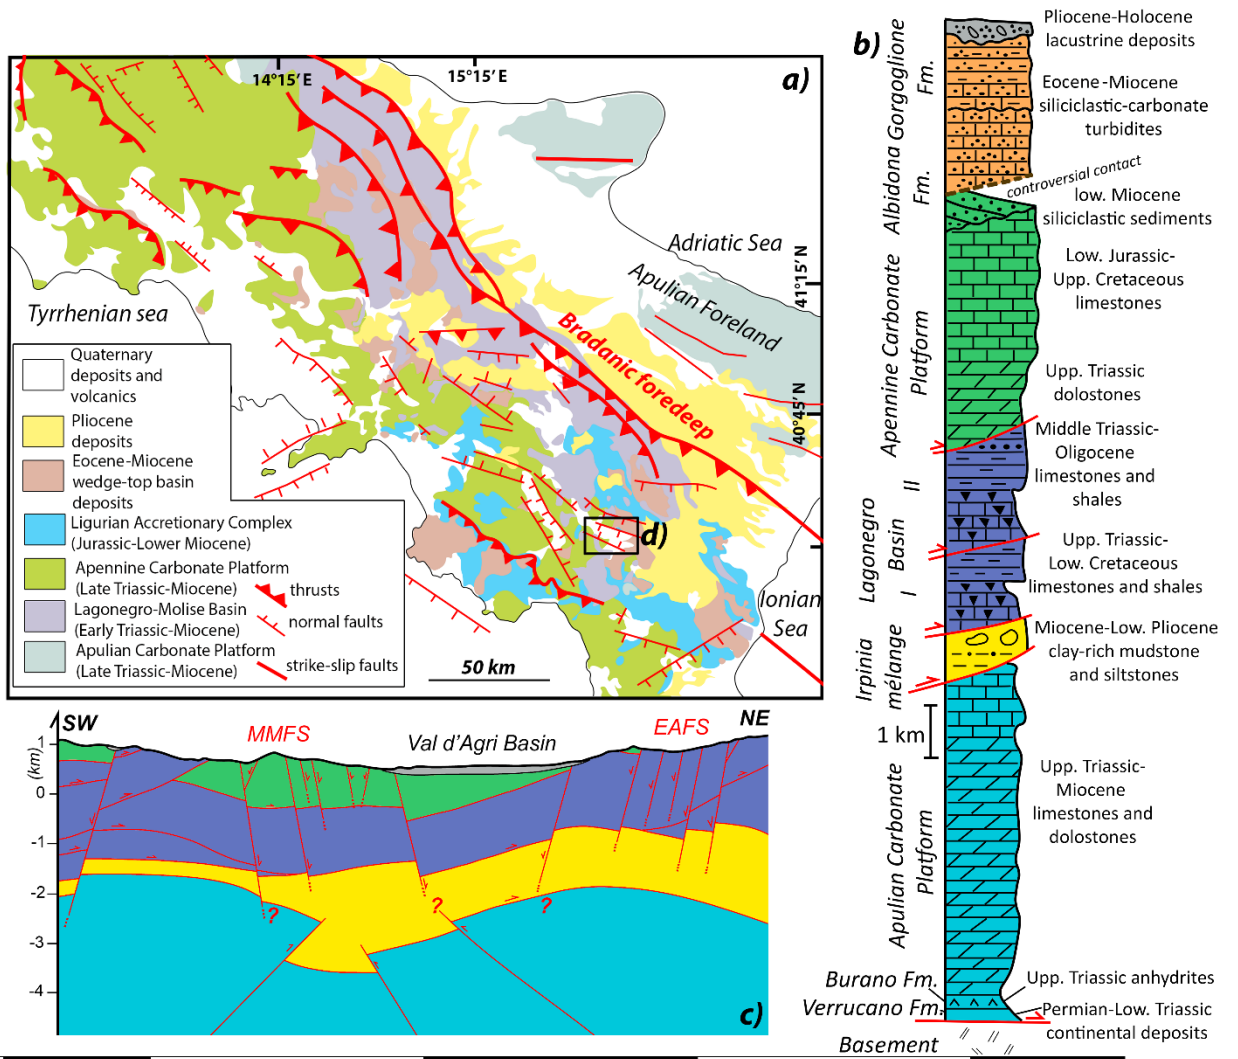 a)
14°15'E
15°15'E
Adriatic Sea
41°15'N
Apulian Foreland
Tyrrhenian sea
Bradanic foredeep
40°45'N
d)
Ionian
Sea
Quaternary
deposits and
volcanics
Pliocene
deposits
Eocene-Miocene
wedge-top basin
deposits
Ligurian Accretionary Complex
(Jurassic-Lower Miocene)
Apennine Carbonate Platform
(Late Triassic-Miocene)
Lagonegro-Molise Basin
(Early Triassic-Miocene)
Apulian Carbonate Platform
(Late Triassic-Miocene)
thrusts
normal faults
strike-slip faults
50 km
b)
Pliocene-Holocene
lacustrine deposits
Gorgoglione
Fm.
Eocene-Miocene
siliciclastic-carbonate
turbidites
controversial contact
Albidona
Fm.
low. Miocene
siliciclastic sediments
Apennine Carbonate
Platform
Low. Jurassic-
Upp. Cretaceous
limestones
Upp. Triassic
dolostones
Lagonegro
Basin
II
I
Middle Triassic-
Oligocene
limestones and
shales
Upp. Triassic-
Low. Cretaceous
limestones and shales
Irpinia
mélange
Miocene-Low. Pliocene
clay-rich mudstone
and siltstones
1 km
Apulian Carbonate
Platform
Upp. Triassic-
Miocene
limestones and
dolostones
Burano Fm.
Upp. Triassic anhydrites
Verrucano Fm.
Permian-Low. Triassic
continental deposits
Basement
SW
MMFS
Val d'Agri Basin
EAFS
NE
(km)
1
0
-1
-2
-3
-4
?
?
?
c)